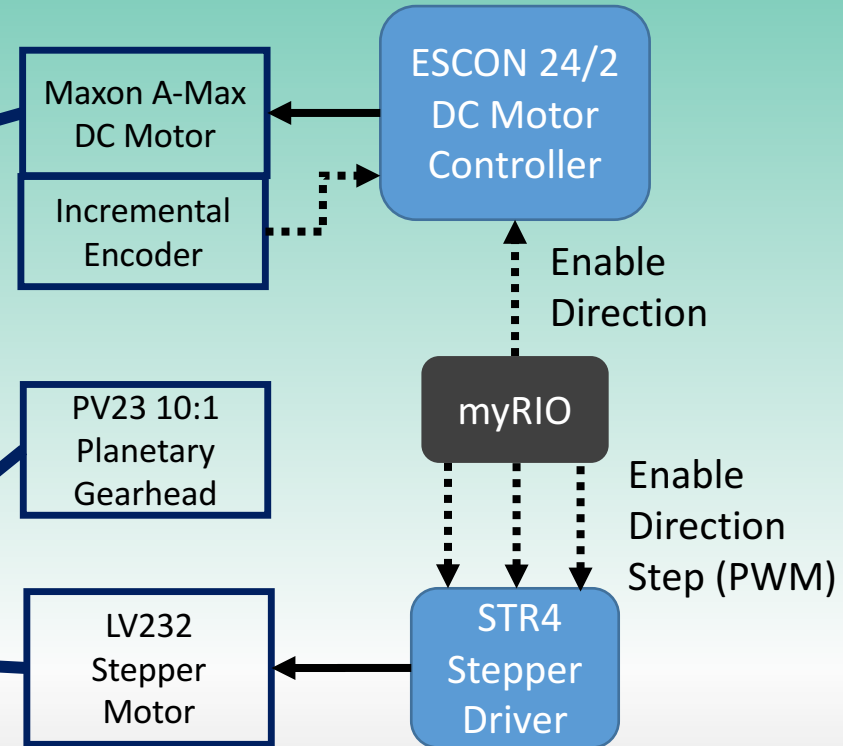 Maxon A-Max
DC Motor
Incremental
Encoder
ESCON 24/2
DC Motor
Controller
Enable
Direction
myRIO
PV23 10:1
Planetary
Gearhead
Enable
Direction
Step (PWM)
LV232
Stepper
Motor
STR4
Stepper
Driver